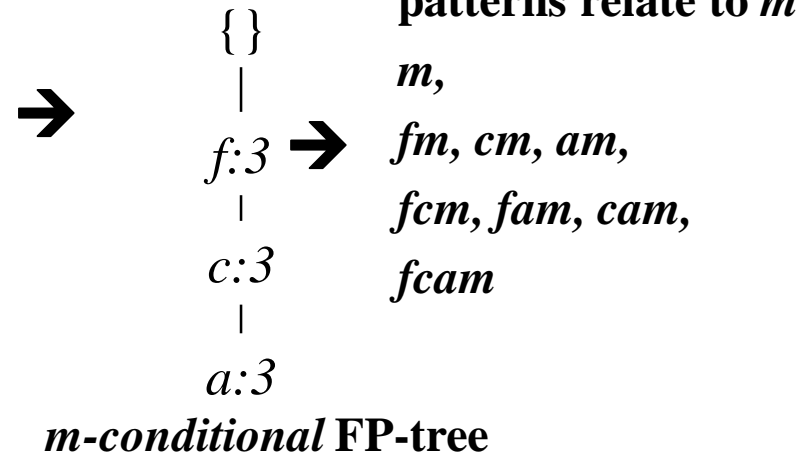 patterns relate to m
{}
m,
➔
f:3 ➔ fm, cm, am,
fcm, fam, cam,
c:3
fcam
a:3
m-conditional FP-tree